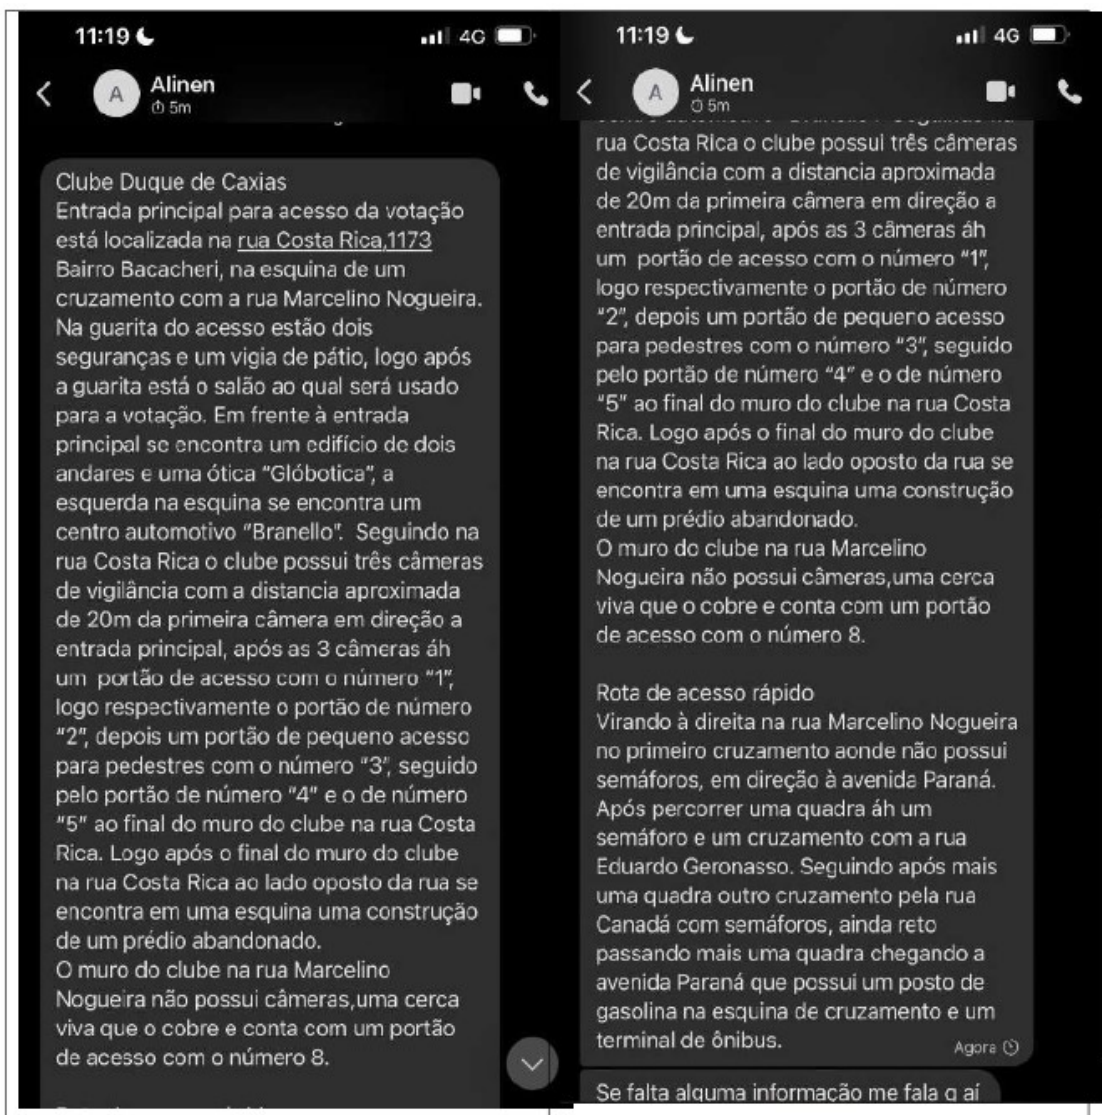 11:19
4G
A
Alinen
5m
Clube Duque de Caxias
Entrada principal para acesso da votação
está localizada na rua Costa Rica,1173
Bairro Bacacheri, na esquina de um
cruzamento com a rua Marcelino Nogueira.
Na guarita do acesso estão dois
seguranças e um vigia de pátio, logo após
a guarita está o salão ao qual será usado
para a votação. Em frente à entrada
principal se encontra um edifício de dois
andares e uma ótica “Glóbotica”, a
esquerda na esquina se encontra um
centro automotivo “Branello”.  Seguindo na
rua Costa Rica o clube possui três câmeras
de vigilância com a distancia aproximada
de 20m da primeira câmera em direção a
entrada principal, após as 3 câmeras áh
um  portão de acesso com o número “1”,
logo respectivamente o portão de número
“2”, depois um portão de pequeno acesso
para pedestres com o número “3”, seguido
pelo portão de número “4” e o de número
“5” ao final do muro do clube na rua Costa
Rica. Logo após o final do muro do clube
na rua Costa Rica ao lado oposto da rua se
encontra em uma esquina uma construção
de um prédio abandonado.
O muro do clube na rua Marcelino
Nogueira não possui câmeras,uma cerca
viva que o cobre e conta com um portão
de acesso com o número 8.
11:19
4G
A
Alinen
5m
rua Costa Rica o clube possui três câmeras
de vigilância com a distancia aproximada
de 20m da primeira câmera em direção a
entrada principal, após as 3 câmeras áh
um  portão de acesso com o número “1”,
logo respectivamente o portão de número
“2”, depois um portão de pequeno acesso
para pedestres com o número “3”, seguido
pelo portão de número “4” e o de número
“5” ao final do muro do clube na rua Costa
Rica. Logo após o final do muro do clube
na rua Costa Rica ao lado oposto da rua se
encontra em uma esquina uma construção
de um prédio abandonado.
O muro do clube na rua Marcelino
Nogueira não possui câmeras,uma cerca
viva que o cobre e conta com um portão
de acesso com o número 8.
Rota de acesso rápido
Virando à direita na rua Marcelino Nogueira
no primeiro cruzamento aonde não possui
semáforos, em direção à avenida Paraná.
Após percorrer uma quadra áh um
semáforo e um cruzamento com a rua
Eduardo Geronasso. Seguindo após mais
uma quadra outro cruzamento pela rua
Canadá com semáforos, ainda reto
passando mais uma quadra chegando a
avenida Paraná que possui um posto de
gasolina na esquina de cruzamento e um
terminal de ônibus.
Agora
Se falta alguma informação me fala q aí